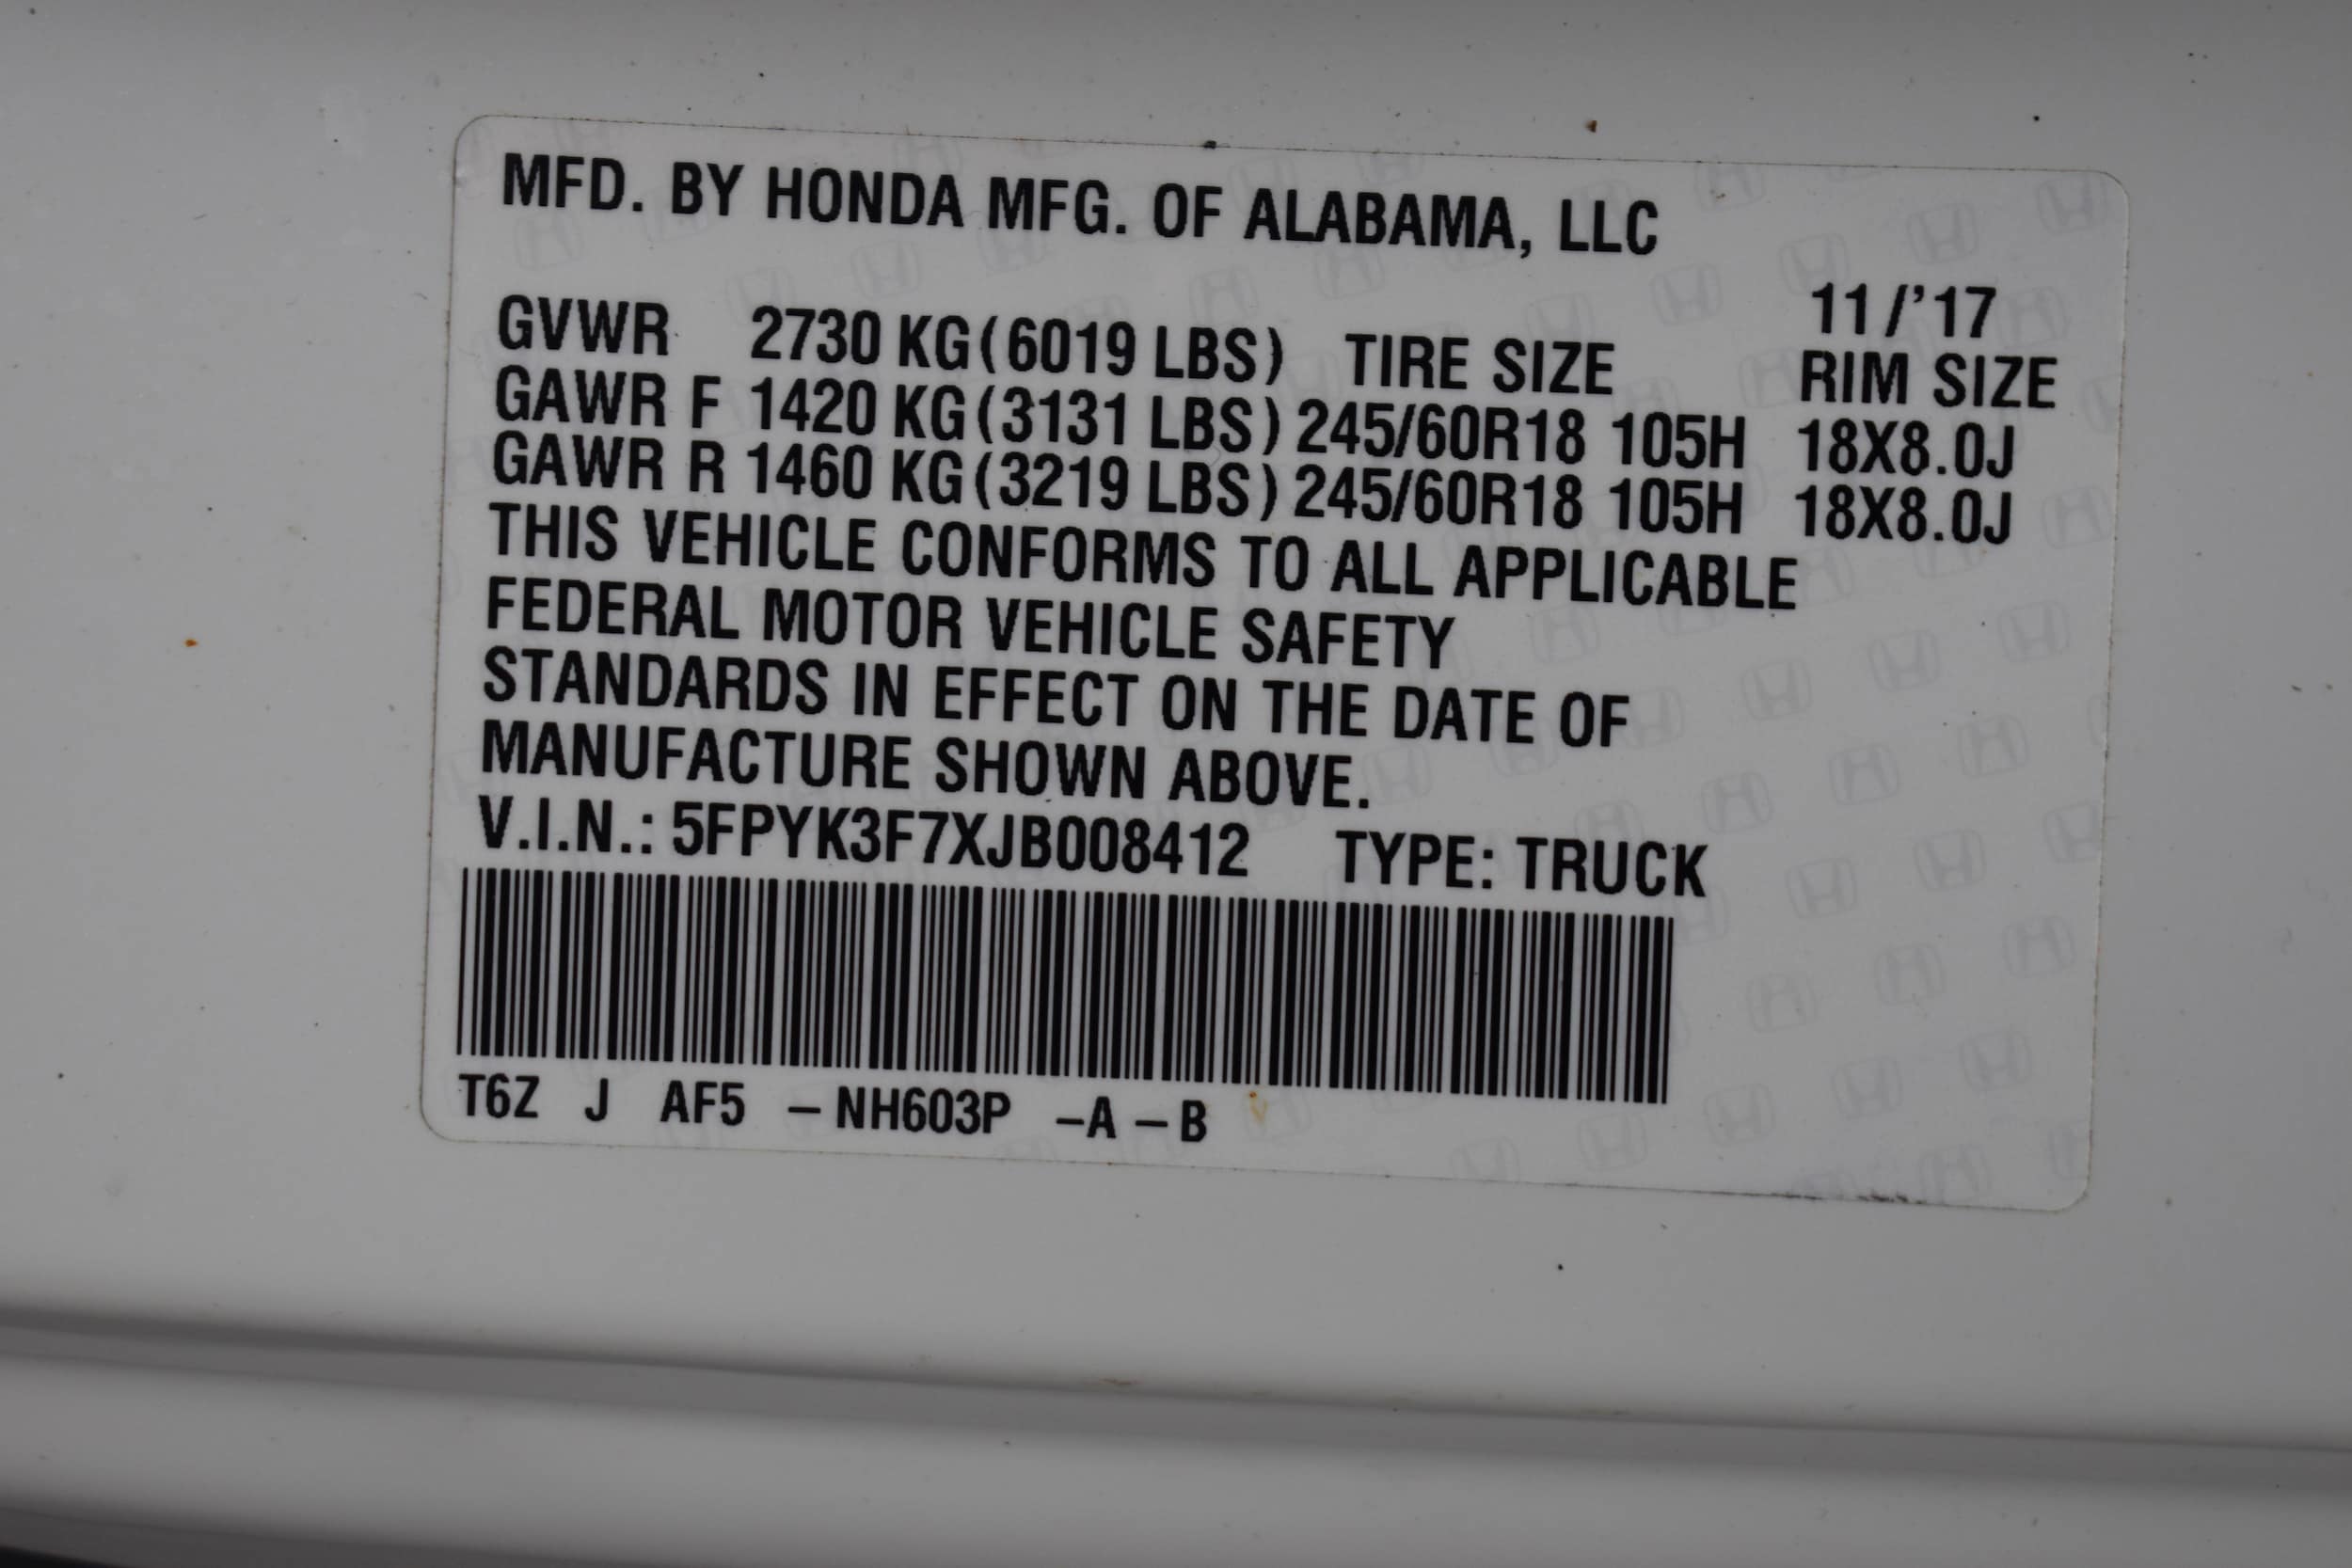 MFD. BY HONDA MFG. OF ALABAMA, LLC
11/'17
GVWR 2730 KG(6019 LBS) TIRE SIZE RIM SIZE
GAWR F 1420 KG(3131 LBS) 245/60R18 105H 18X8.0J
GAWR R 1460 KG(3219 LBS) 245/60R18 105H 18X8.0J
THIS VEHICLE CONFORMS TO ALL APPLICABLE
FEDERAL MOTOR VEHICLE SAFETY
STANDARDS IN EFFECT ON THE DATE OF
MANUFACTURE SHOWN ABOVE.
V.I.N.: 5FPYK3F7XJB008412 TYPE: TRUCK
T6Z J AF5 – NH603P –A – B